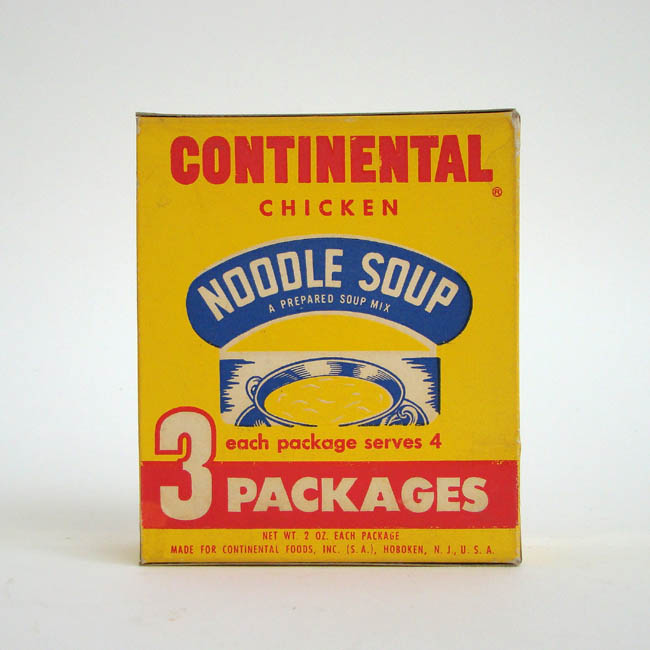 CONTINENTAL®
CHICKEN
NOODLE SOUP
A PREPARED SOUP MIX
each package serves 4
3 PACKAGES
NET WT. 2 OZ. EACH PACKAGE
MADE FOR CONTINENTAL FOODS, INC. (S.A.), HOBOKEN, N.J., U.S.A.